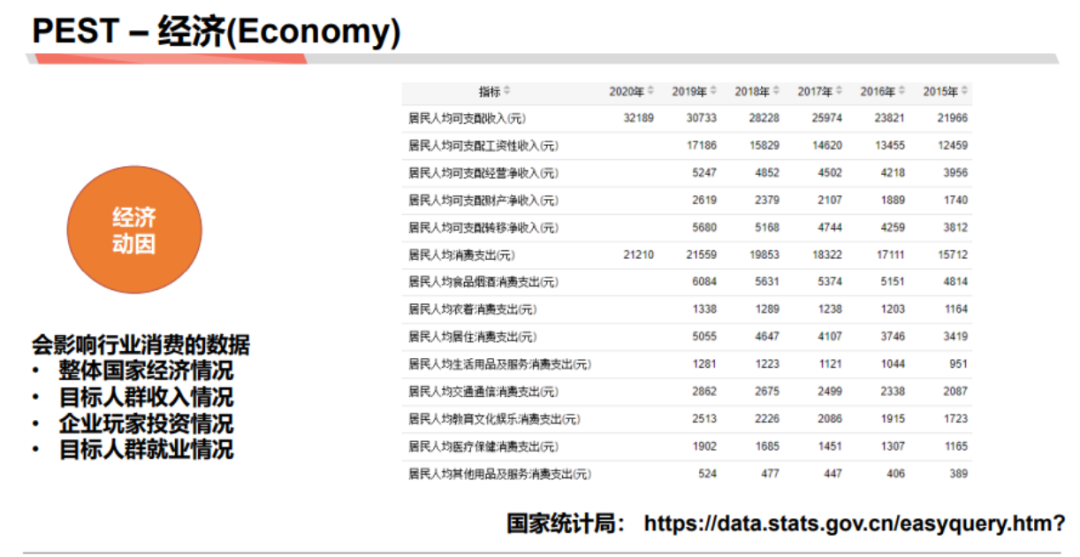 PEST – 经济(Economy)
指标 2020年 2019年 2018年 2017年 2016年 2015年
居民人均可支配收入(元) 32189 30733 28228 25974 23821 21966
居民人均可支配工资性收入(元) 17186 15829 14620 13455 12459
居民人均可支配经营净收入(元) 5247 4852 4502 4218 3956
居民人均可支配财产净收入(元) 2619 2379 2107 1889 1740
居民人均可支配转移净收入(元) 5680 5168 4744 4259 3812
居民人均消费支出(元) 21210 21559 19853 18322 17111 15712
居民人均食品烟酒消费支出(元) 6084 5631 5374 5151 4814
居民人均衣着消费支出(元) 1338 1289 1238 1203 1164
居民人均居住消费支出(元) 5055 4647 4107 3746 3419
居民人均生活用品及服务消费支出(元) 1281 1223 1121 1044 951
居民人均交通通信消费支出(元) 2862 2675 2499 2338 2087
居民人均教育文化娱乐消费支出(元) 2513 2226 2086 1915 1723
居民人均医疗保健消费支出(元) 1902 1685 1451 1307 1165
居民人均其他用品及服务消费支出(元) 524 477 447 406 389
经济
动因
会影响行业消费的数据
• 整体国家经济情况
• 目标人群收入情况
• 企业玩家投资情况
• 目标人群就业情况
国家统计局： https://data.stats.gov.cn/easyquery.htm?